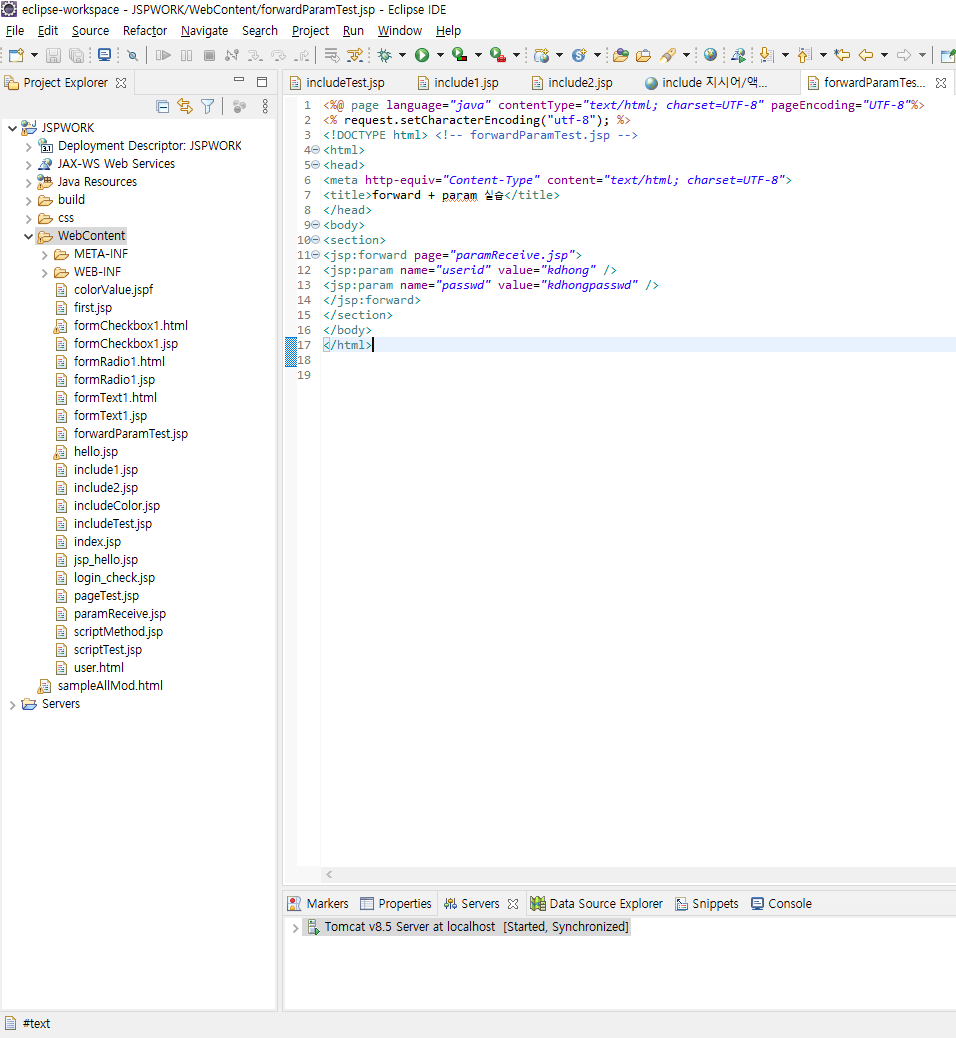 eclipse-workspace - JSPWORK/WebContent/forwardParamTest.jsp - Eclipse IDE
File Edit Source Refactor Navigate Search Project Run Window Help
Project Explorer
JSPWORK
Deployment Descriptor: JSPWORK
JAX-WS Web Services
Java Resources
build
css
WebContent
META-INF
WEB-INF
colorValue.jspf
first.jsp
formCheckbox1.html
formCheckbox1.jsp
formRadio1.html
formRadio1.jsp
formText1.html
formText1.jsp
forwardParamTest.jsp
hello.jsp
include1.jsp
include2.jsp
includeColor.jsp
includeTest.jsp
index.jsp
jsp_hello.jsp
login_check.jsp
pageTest.jsp
paramReceive.jsp
scriptMethod.jsp
scriptTest.jsp
user.html
sampleAllMod.html
Servers
includeTest.jsp include1.jsp include2.jsp include 지시어/액... forwardParamTes...
1 <%@ page language="java" contentType="text/html; charset=UTF-8" pageEncoding="UTF-8"%>
2 <% request.setCharacterEncoding("utf-8"); %>
3 <!DOCTYPE html> <!-- forwardParamTest.jsp -->
4 <html>
5 <head>
6 <meta http-equiv="Content-Type" content="text/html; charset=UTF-8">
7 <title>forward + param 실습</title>
8 </head>
9 <body>
10 <section>
11 <jsp:forward page="paramReceive.jsp">
12 <jsp:param name="userid" value="kdhong" />
13 <jsp:param name="passwd" value="kdhongpasswd" />
14 </jsp:forward>
15 </section>
16 </body>
17 </html>
18
19
Markers Properties Servers Data Source Explorer Snippets Console
Tomcat v8.5 Server at localhost [Started, Synchronized]
#text